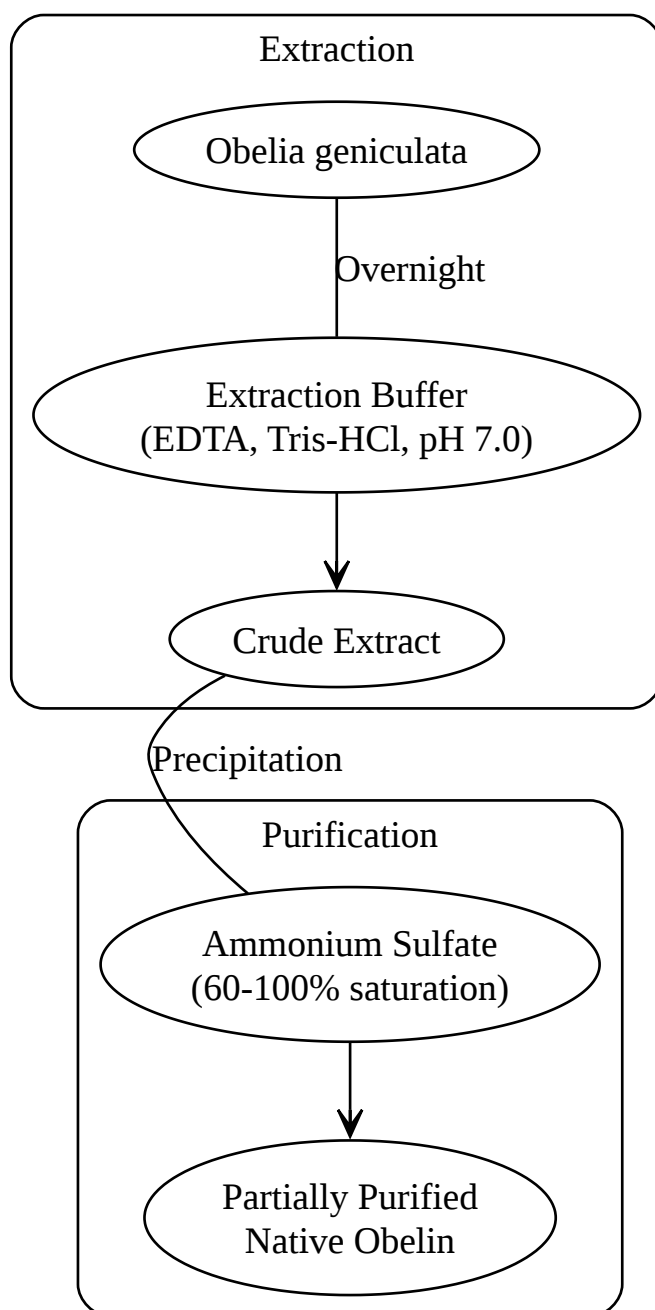 Extraction
Obelia geniculata
Overnight
Extraction Buffer
(EDTA, Tris-HCl, pH 7.0)
Crude Extract
Precipitation
Purification
Ammonium Sulfate
(60-100% saturation)
Partially Purified
Native Obelin